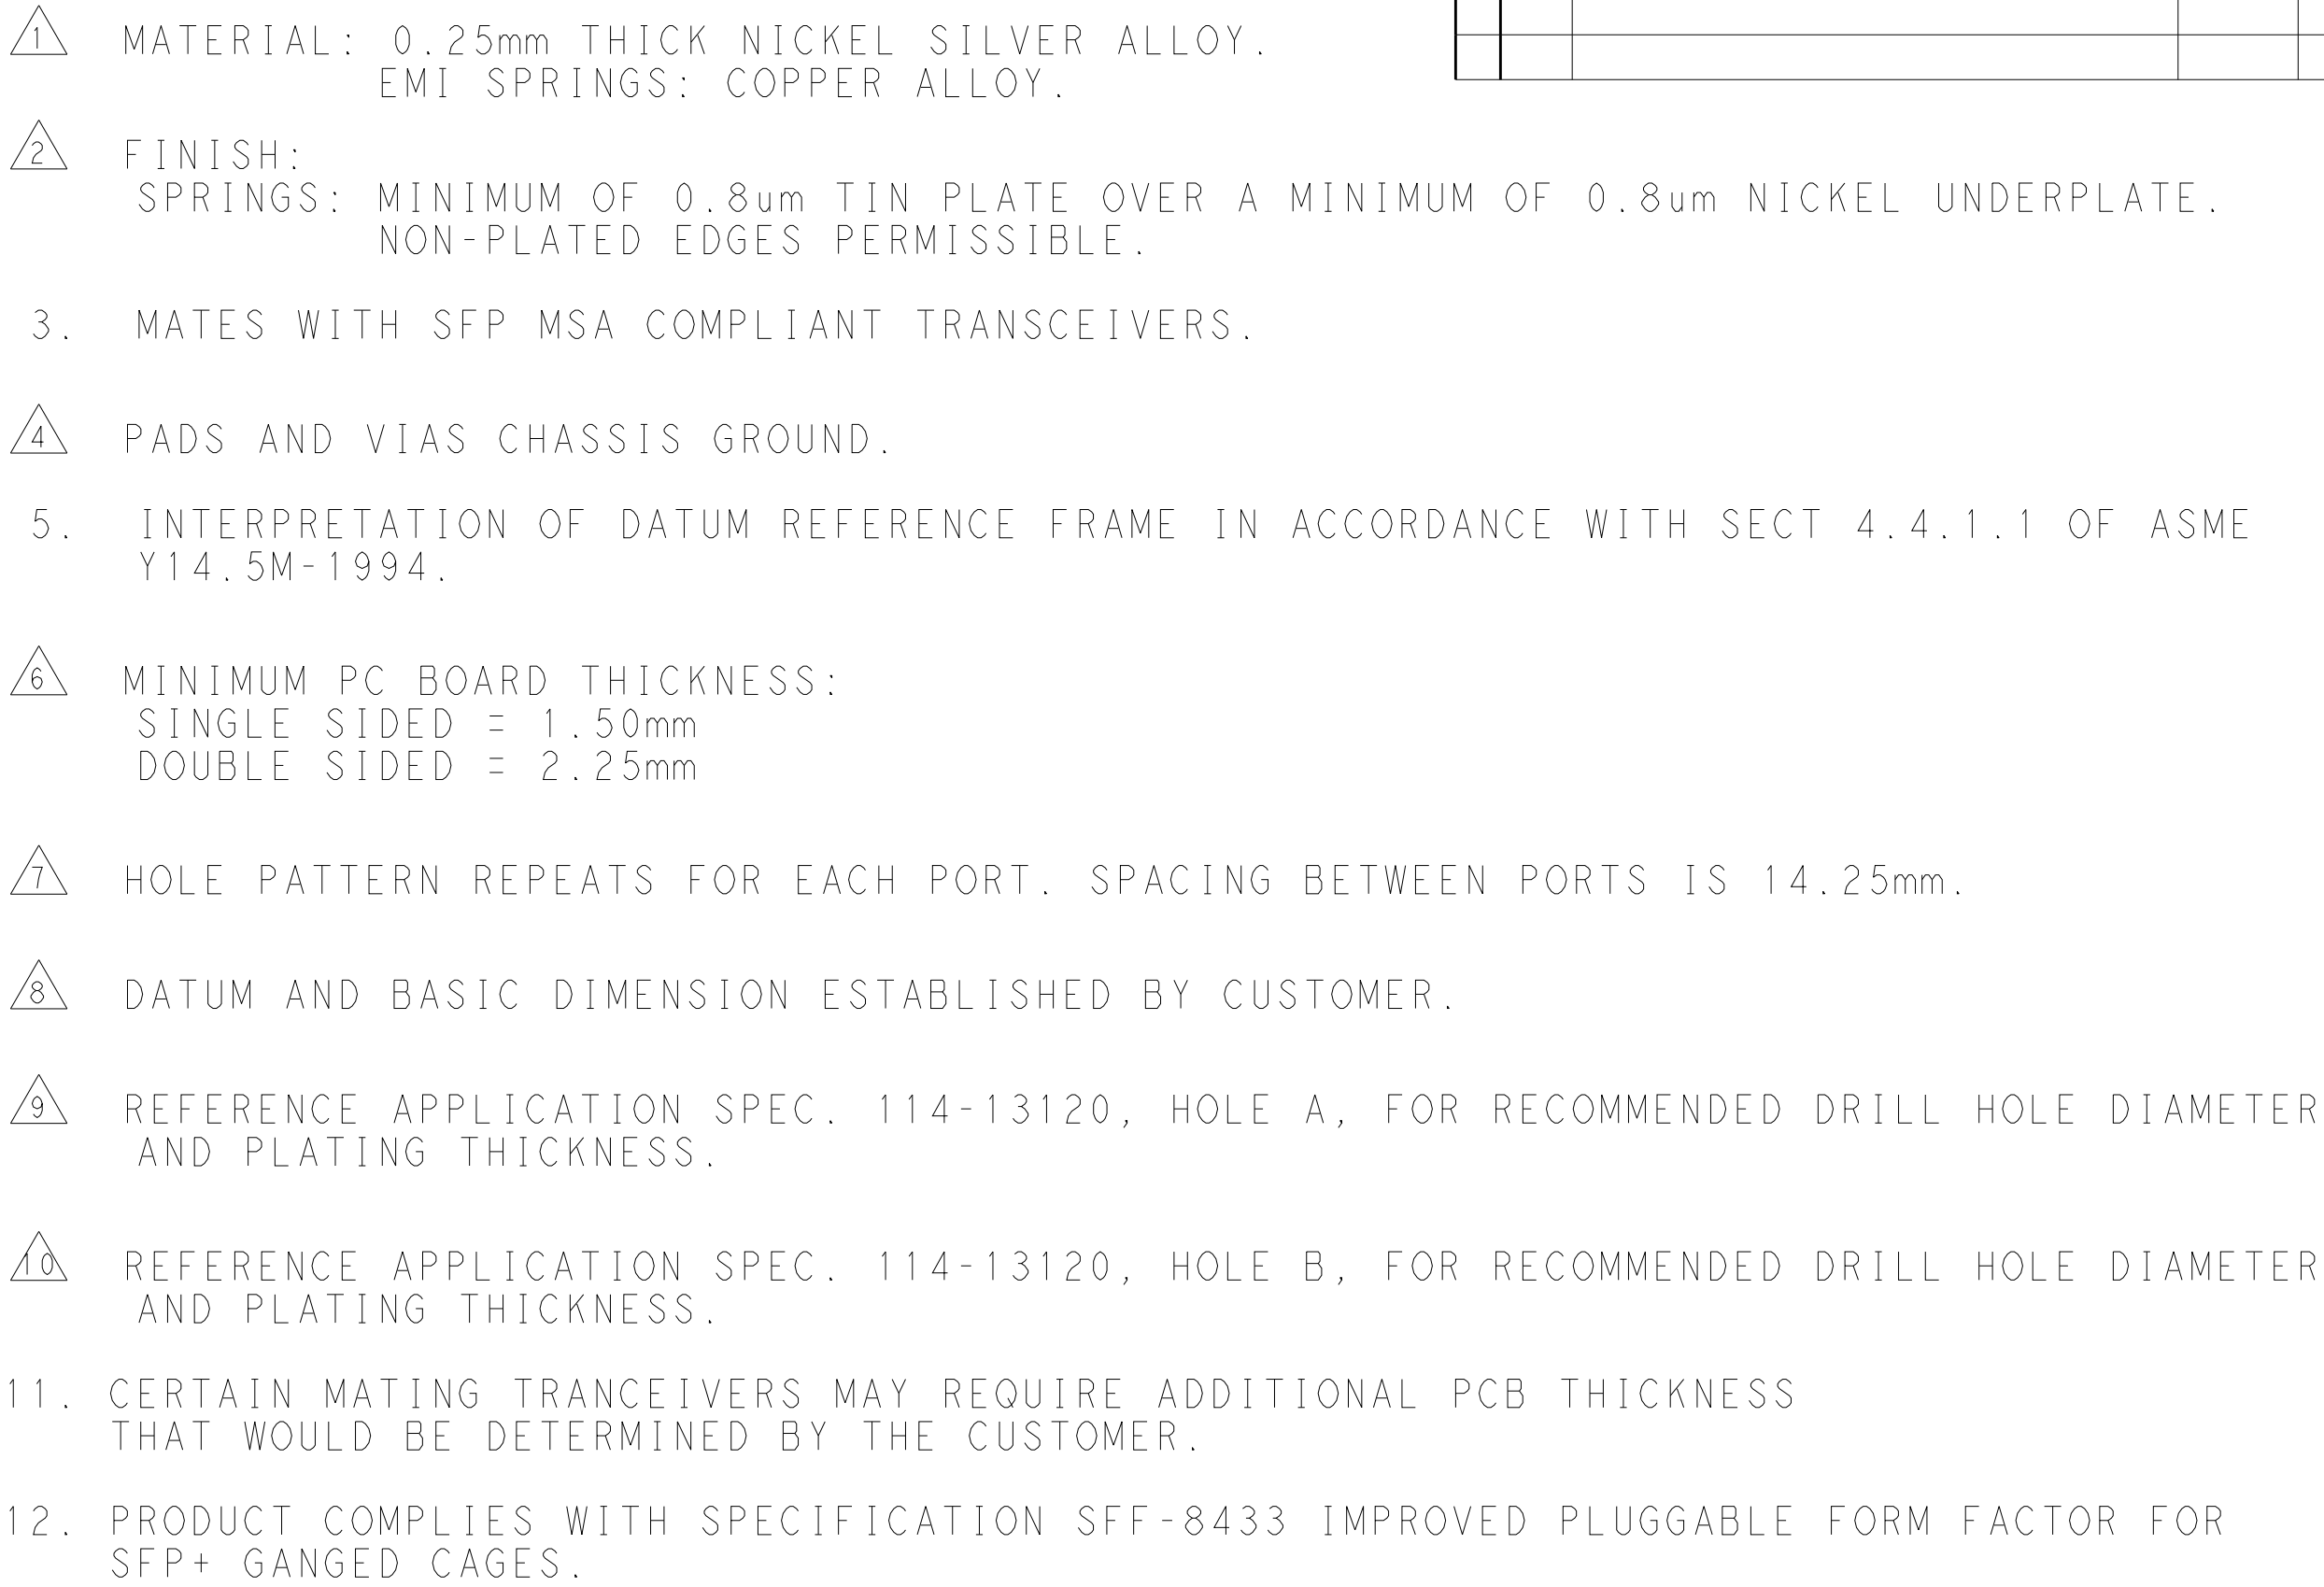 1 MATERIAL: 0.25mm THICK NICKEL SILVER ALLOY.
EMI SPRINGS: COPPER ALLOY.
2 FINISH:
SPRINGS: MINIMUM OF 0.8um TIN PLATE OVER A MINIMUM OF 0.8um NICKEL UNDERPLATE.
NON-PLATED EDGES PERMISSIBLE.
3. MATES WITH SFP MSA COMPLIANT TRANSCEIVERS.
4 PADS AND VIAS CHASSIS GROUND.
5. INTERPRETATION OF DATUM REFERENCE FRAME IN ACCORDANCE WITH SECT 4.4.1.1 OF ASME
Y14.5M-1994.
6 MINIMUM PC BOARD THICKNESS:
SINGLE SIDED = 1.50mm
DOUBLE SIDED = 2.25mm
7 HOLE PATTERN REPEATS FOR EACH PORT. SPACING BETWEEN PORTS IS 14.25mm.
8 DATUM AND BASIC DIMENSION ESTABLISHED BY CUSTOMER.
9 REFERENCE APPLICATION SPEC. 114-13120, HOLE A, FOR RECOMMENDED DRILL HOLE DIAMETER
AND PLATING THICKNESS.
10 REFERENCE APPLICATION SPEC. 114-13120, HOLE B, FOR RECOMMENDED DRILL HOLE DIAMETER
AND PLATING THICKNESS.
11. CERTAIN MATING TRANCEIVERS MAY REQUIRE ADDITIONAL PCB THICKNESS
THAT WOULD BE DETERMINED BY THE CUSTOMER.
12. PRODUCT COMPLIES WITH SPECIFICATION SFF-8433 IMPROVED PLUGGABLE FORM FACTOR FOR
SFP+ GANGED CAGES.